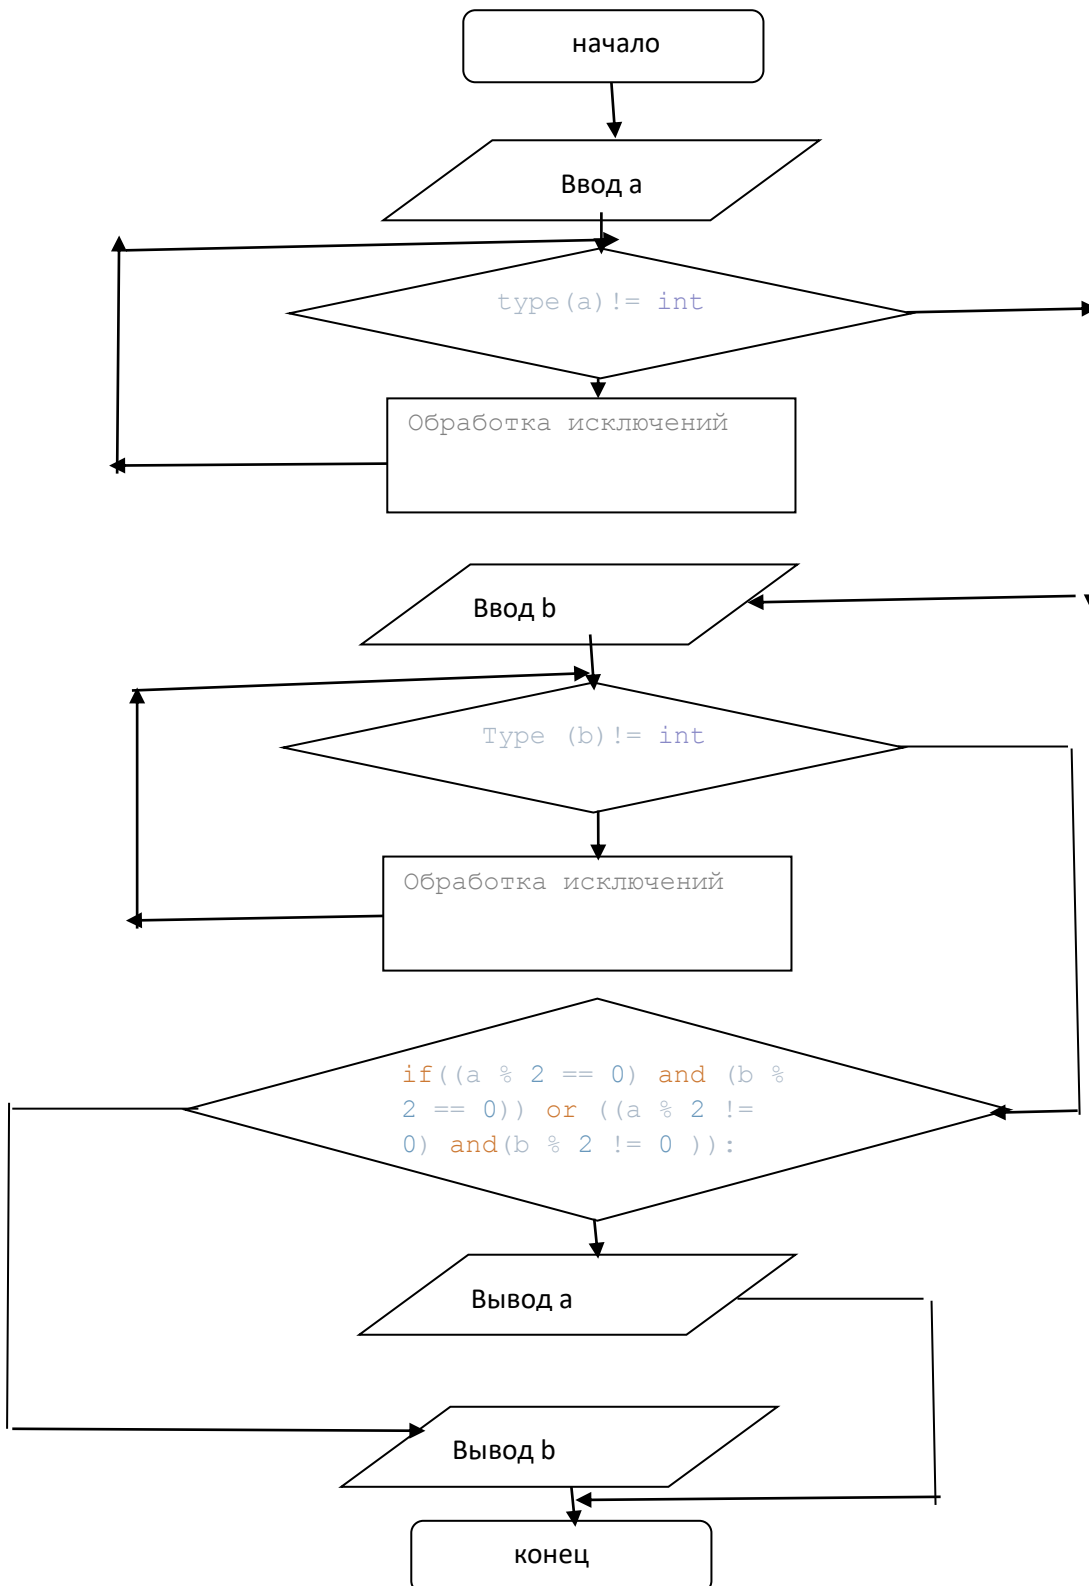 начало
Ввод a
type(a)!= int
Обработка исключений
Ввод b
Type (b)!= int
Обработка исключений
if((a % 2 == 0) and (b %
2 == 0)) or ((a % 2 !=
0) and(b % 2 != 0 )):
Вывод a
Вывод b
конец